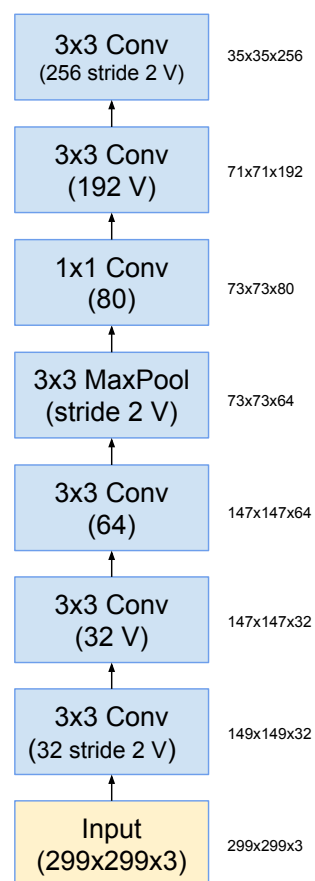 3x3 Conv
(256 stride 2 V)
35x35x256
3x3 Conv
(192 V)
71x71x192
1x1 Conv
(80)
73x73x80
3x3 MaxPool
(stride 2 V)
73x73x64
3x3 Conv
(64)
147x147x64
3x3 Conv
(32 V)
147x147x32
3x3 Conv
(32 stride 2 V)
149x149x32
Input
(299x299x3)
299x299x3